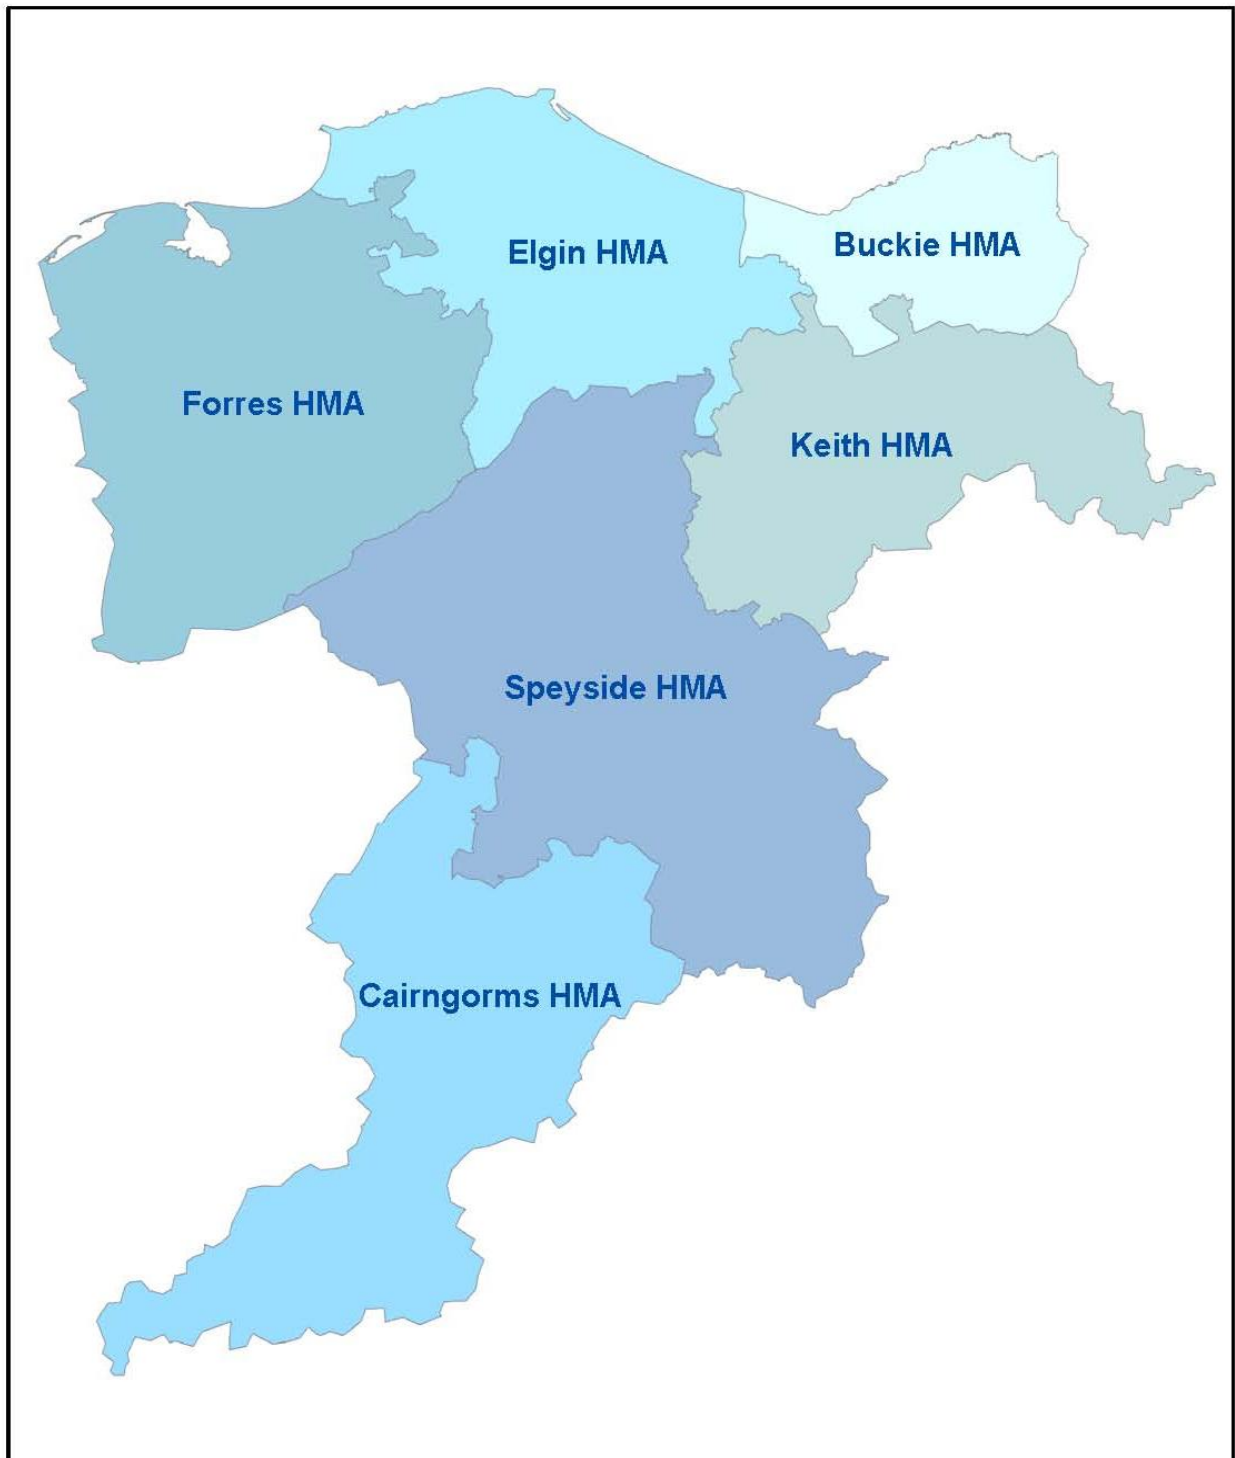 Elgin HMA
Buckie HMA
Forres HMA
Keith HMA
Speyside HMA
Cairngorms HMA